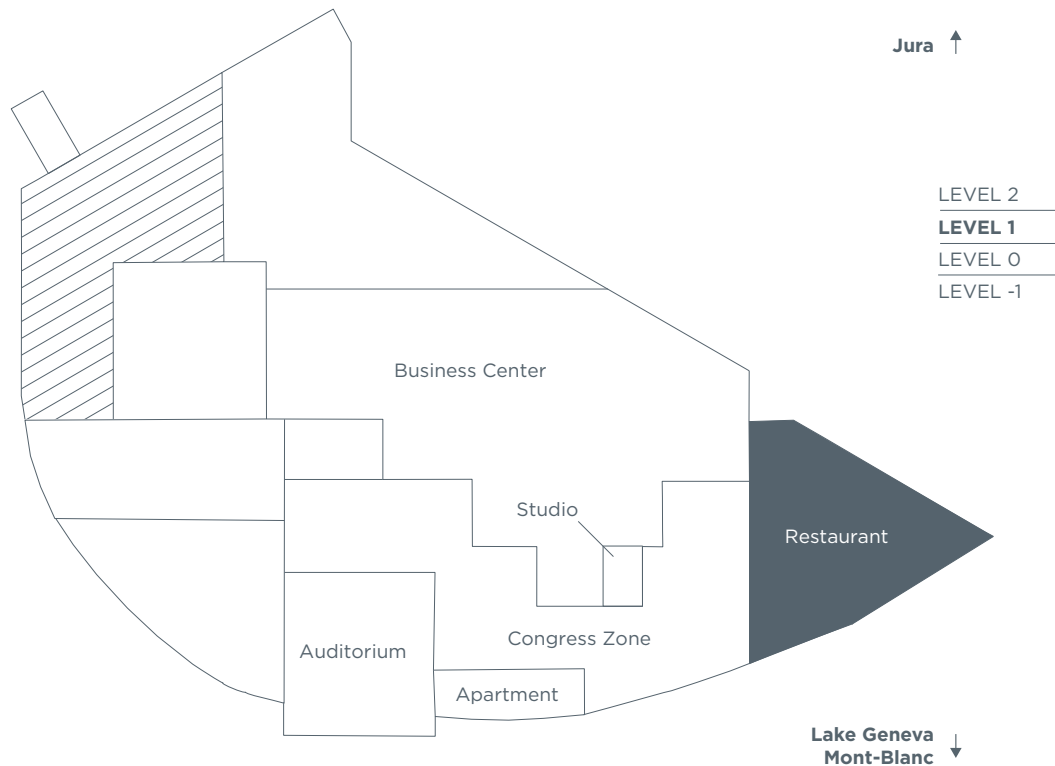 Jura
LEVEL 2
LEVEL 1
LEVEL 0
LEVEL -1
Business Center
Studio
Restaurant
Congress Zone
Auditorium
Apartment
Lake Geneva
Mont-Blanc